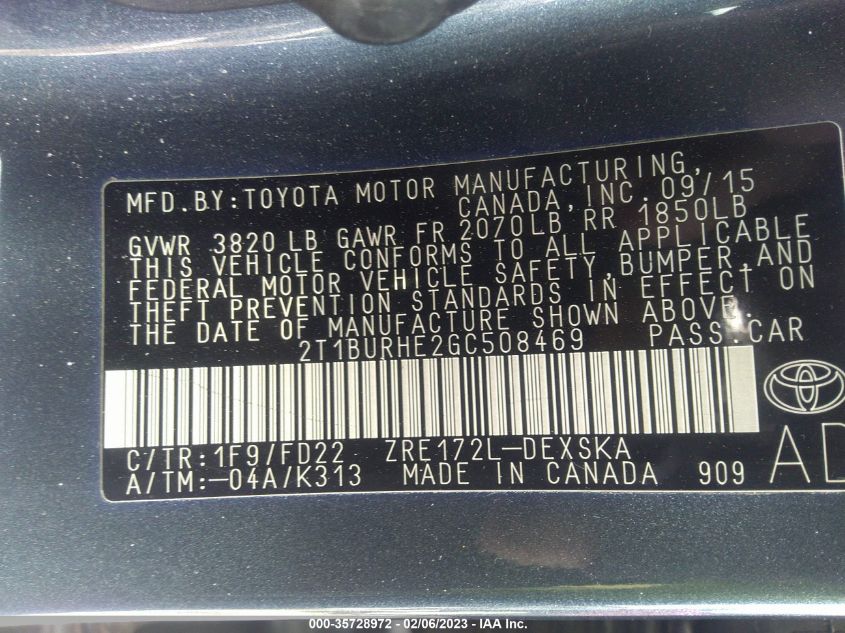 MFD.BY:TOYOTA MOTOR MANUFACTURING,
CANADA,INC. 09/15
GVWR 3820 LB GAWR FR 2070LB RR 1850LB
THIS VEHICLE CONFORMS TO ALL APPLICABLE
FEDERAL MOTOR VEHICLE SAFETY,BUMPER,AND
THEFT PREVENTION STANDARDS IN EFFECT ON
THE DATE OF MANUFACTURE SHOWN ABOVE.
2T1BURHE2GC508469 PASS.CAR
C/TR:1F9/FD22 ZRE172L-DEXSKA
A/TM:-04A/K313 MADE IN CANADA 909 AD
000-35728972 - 02/06/2023 - IAA Inc.